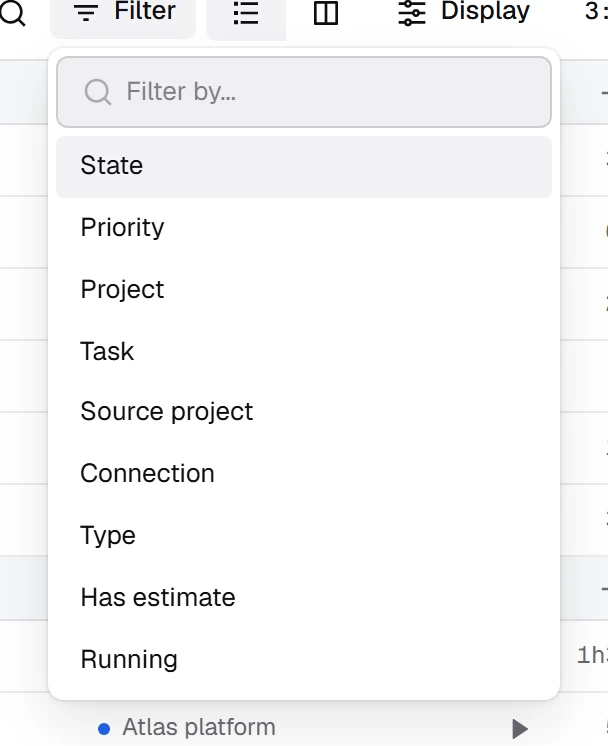 Filter
Display
Filter by...
State
Priority
Project
Task
Source project
Connection
Type
Has estimate
Running
Atlas platform